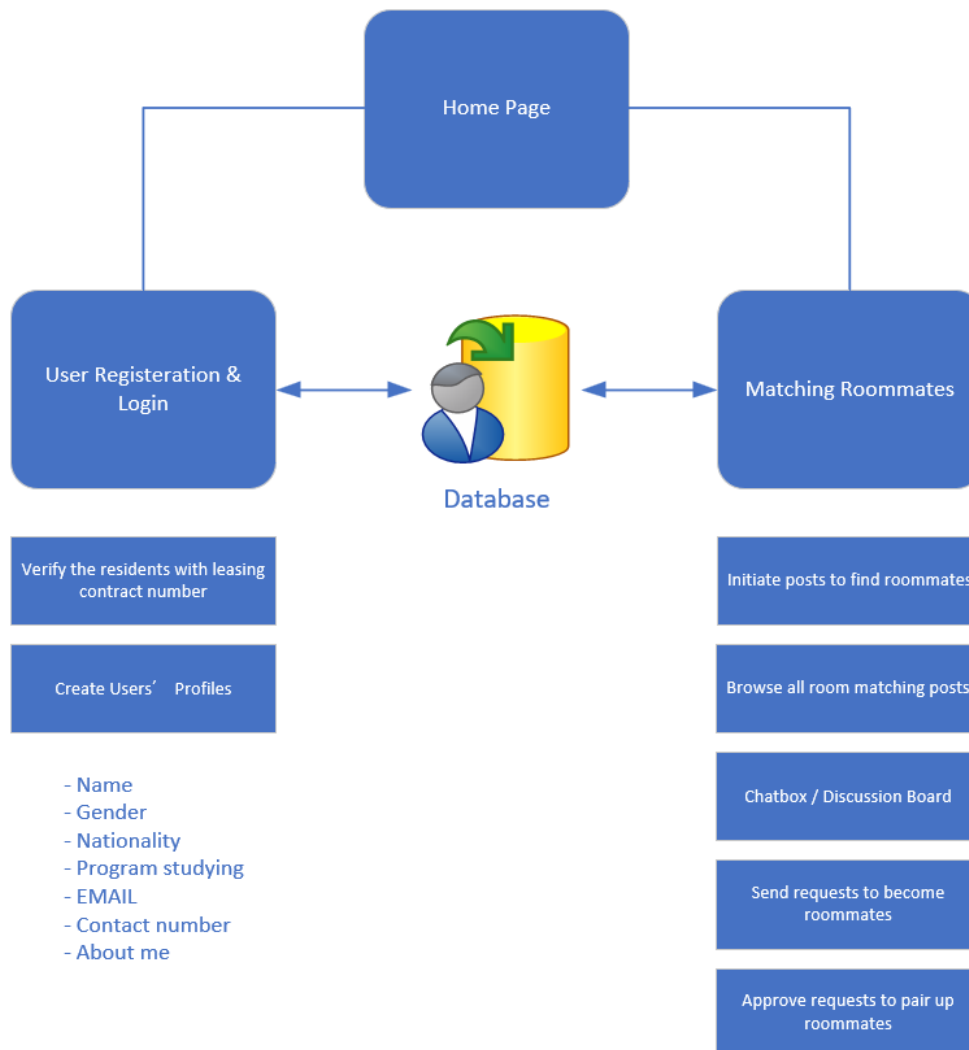 Home Page
User Registeration &
Login
Matching Roommates
Database
Verify the residents with leasing
contract number
Create Users´ Profiles
- Name
- Gender
- Nationality
- Program studying
- EMAIL
- Contact number
- About me
Initiate posts to find roommates
Browse all room matching posts
Chatbox / Discussion Board
Send requests to become
roommates
Approve requests to pair up
roommates